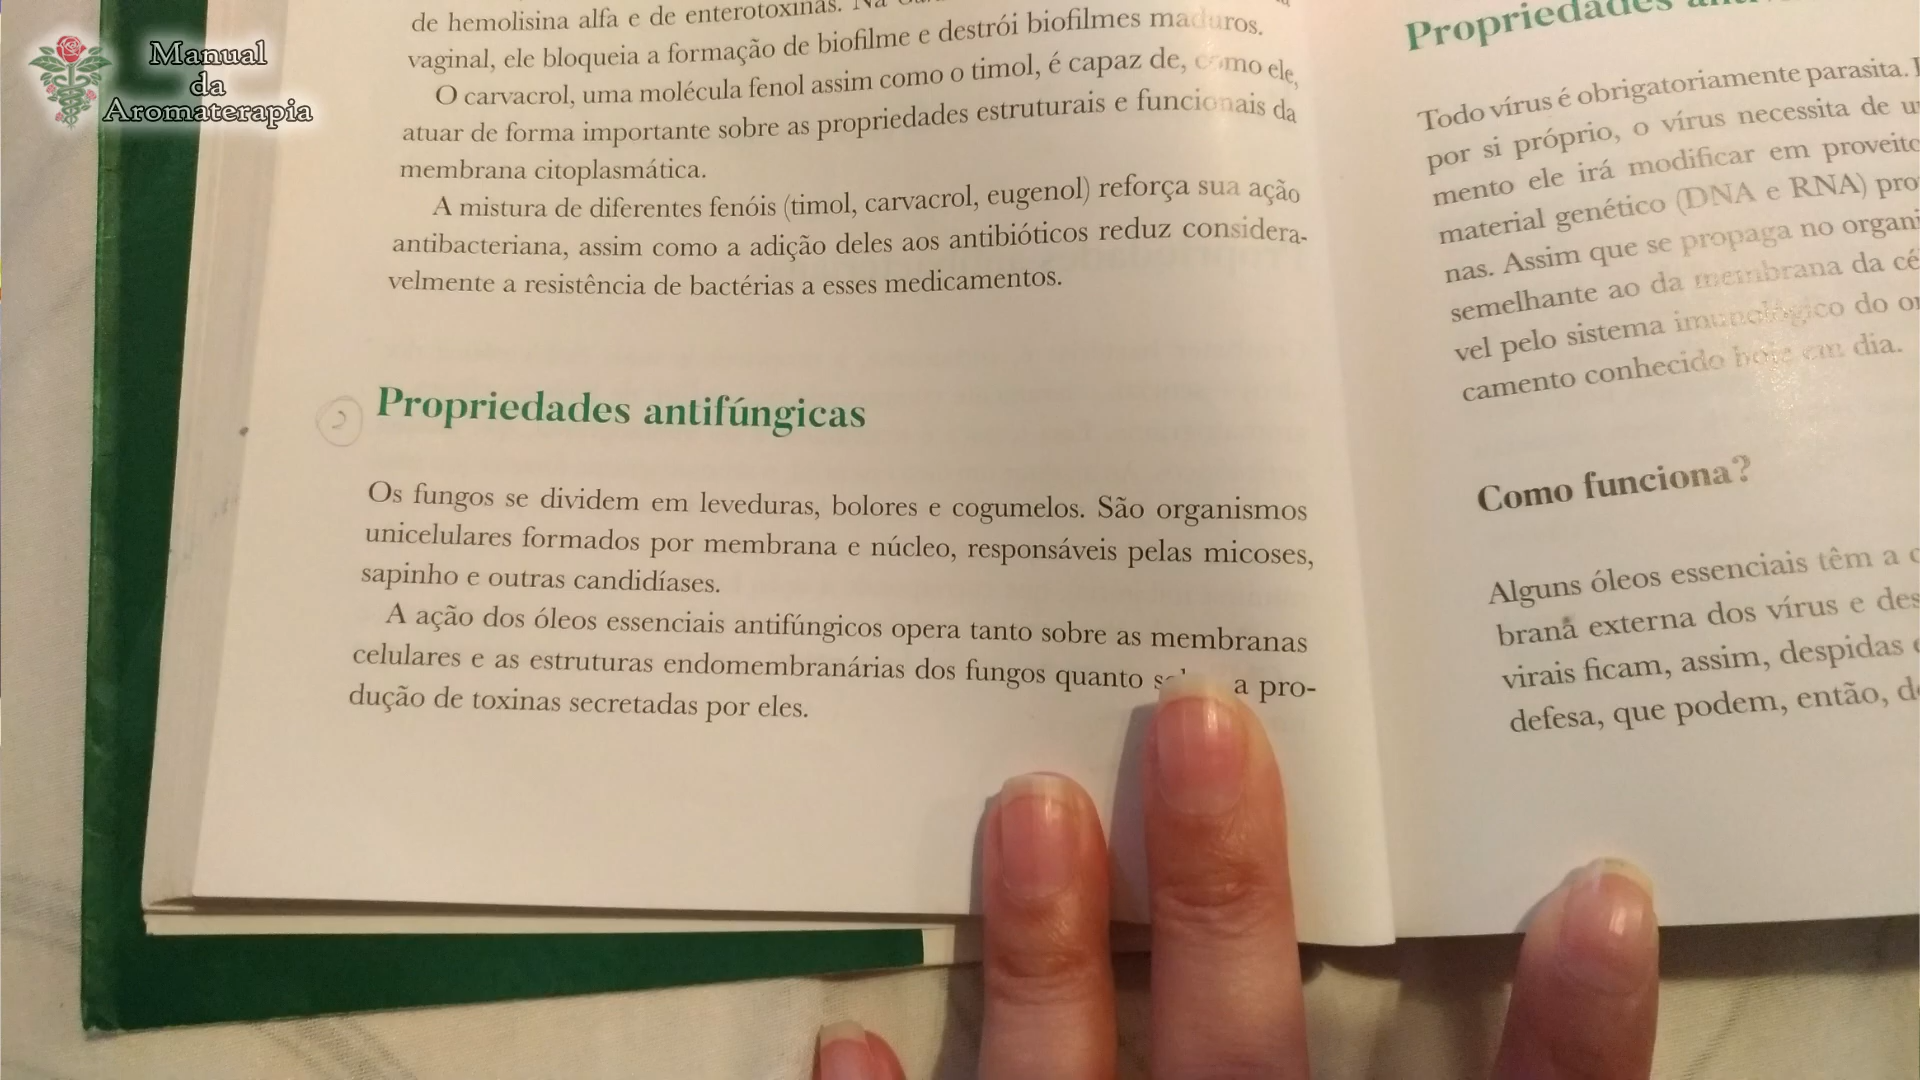 Manual
da
Aromaterapia
de hemolisina alfa e de enterotoxinas. Na
vaginal, ele bloqueia a formação de biofilme e destrói biofilmes maduros.
O carvacrol, uma molécula fenol assim como o timol, é capaz de, como ele,
atuar de forma importante sobre as propriedades estruturais e funcionais da
membrana citoplasmática.
A mistura de diferentes fenóis (timol, carvacrol, eugenol) reforça sua ação
antibacteriana, assim como a adição deles aos antibióticos reduz considera-
velmente a resistência de bactérias a esses medicamentos.
Propriedades antifúngicas
Os fungos se dividem em leveduras, bolores e cogumelos. São organismos
unicelulares formados por membrana e núcleo, responsáveis pelas micoses,
sapinho e outras candidíases.
A ação dos óleos essenciais antifúngicos opera tanto sobre as membranas
celulares e as estruturas endomembranárias dos fungos quanto a pro-
dução de toxinas secretadas por eles.
Propriedades
Todo vírus é obrigatoriamente parasita.
por si próprio, o vírus necessita de
mento ele irá modificar em
material genético (DNA e RNA)
nas. Assim que se propaga no
semelhante ao da membrana da
vel pelo sistema imunológico do
camento conhecido hoje em dia.
Como funciona?
Alguns óleos essenciais têm a
brana externa dos vírus e
virais ficam, assim, despidas
defesa, que podem, então,